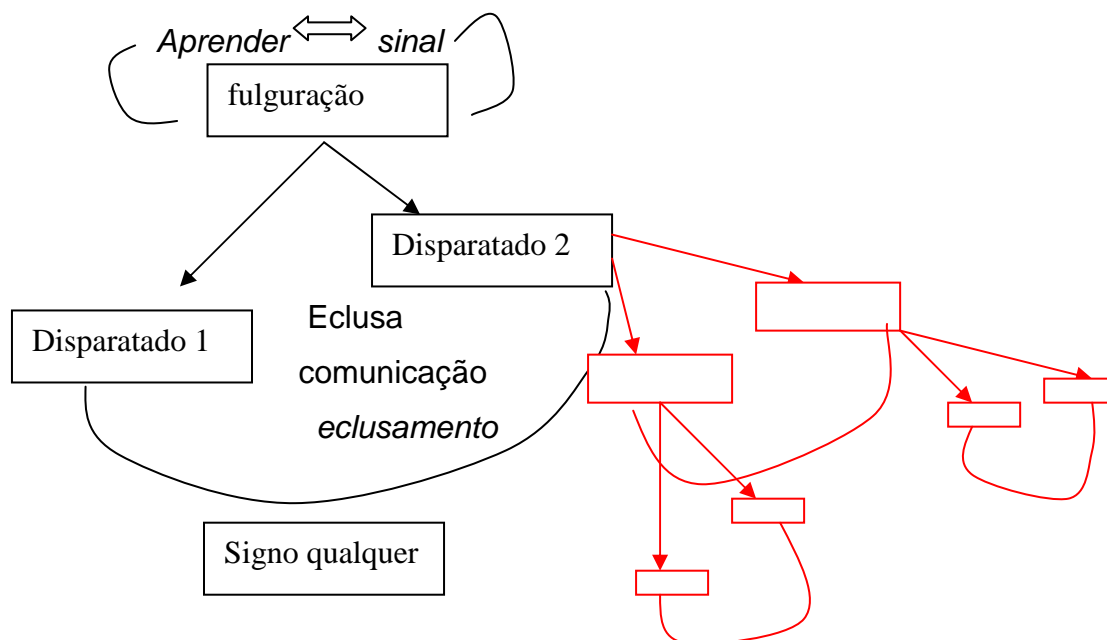 Aprender sinal
fulguração
Disparatado 2
Disparatado 1
Eclusa
comunicação
eclusamento
Signo qualquer